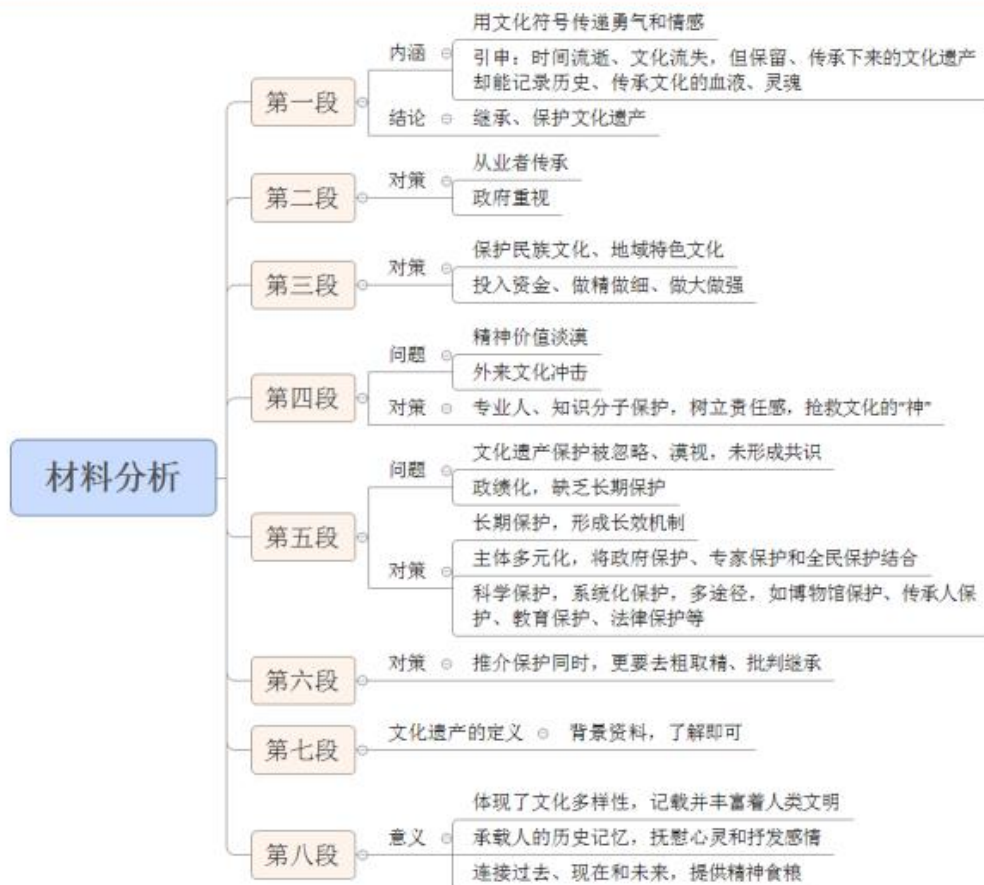 材料分析
第一段
内涵
用文化符号传递勇气和情感
引申：时间流逝、文化流失，但保留、传承下来的文化遗产
却能记录历史、传承文化的血液、灵魂
结论
继承、保护文化遗产
第二段
对策
从业者传承
政府重视
第三段
对策
保护民族文化、地域特色文化
投入资金、做精做细、做大做强
第四段
问题
精神价值淡漠
外来文化冲击
对策
专业人、知识分子保护，树立责任感，抢救文化的"神"
第五段
问题
文化遗产保护被忽略、漠视，未形成共识
政绩化，缺乏长期保护
对策
长期保护，形成长效机制
主体多元化，将政府保护、专家保护和全民保护结合
科学保护，系统化保护，多途径，如博物馆保护、传承人保
护、教育保护、法律保护等
第六段
对策
推介保护同时，更要去粗取精、批判继承
第七段
文化遗产的定义
背景资料，了解即可
第八段
意义
体现了文化多样性，记载并丰富着人类文明
承载人的历史记忆，抚慰心灵和抒发感情
连接过去、现在和未来，提供精神食粮